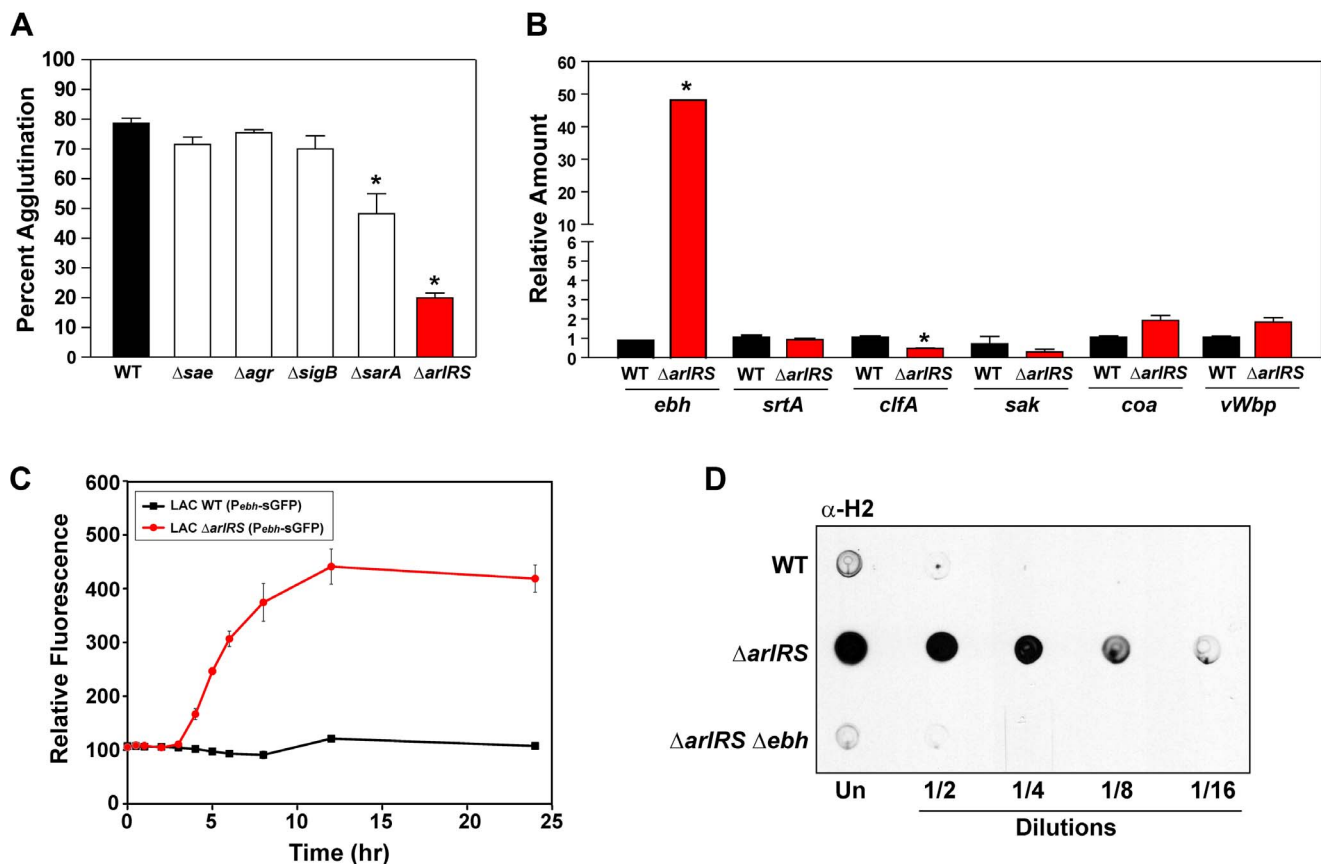 A
Percent Agglutination
100
90
80
70
60
50
40
30
20
10
0
*
*
WT Δsae Δagr ΔsigB ΔsarA ΔarlRS
B
Relative Amount
60
50
40
30
20
10
6
5
4
3
2
1
0
*
*
WT ΔarlRS WT ΔarlRS WT ΔarlRS WT ΔarlRS WT ΔarlRS WT ΔarlRS
ebh srtA clfA sak coa vWbp
C
Relative Fluorescence
600
500
400
300
200
100
0
LAC WT (Pebh-sGFP)
LAC ΔarlRS (Pebh-sGFP)
0 5 10 15 20 25
Time (hr)
D
α-H2
WT
ΔarlRS
ΔarlRS Δebh
Un 1/2 1/4 1/8 1/16
Dilutions